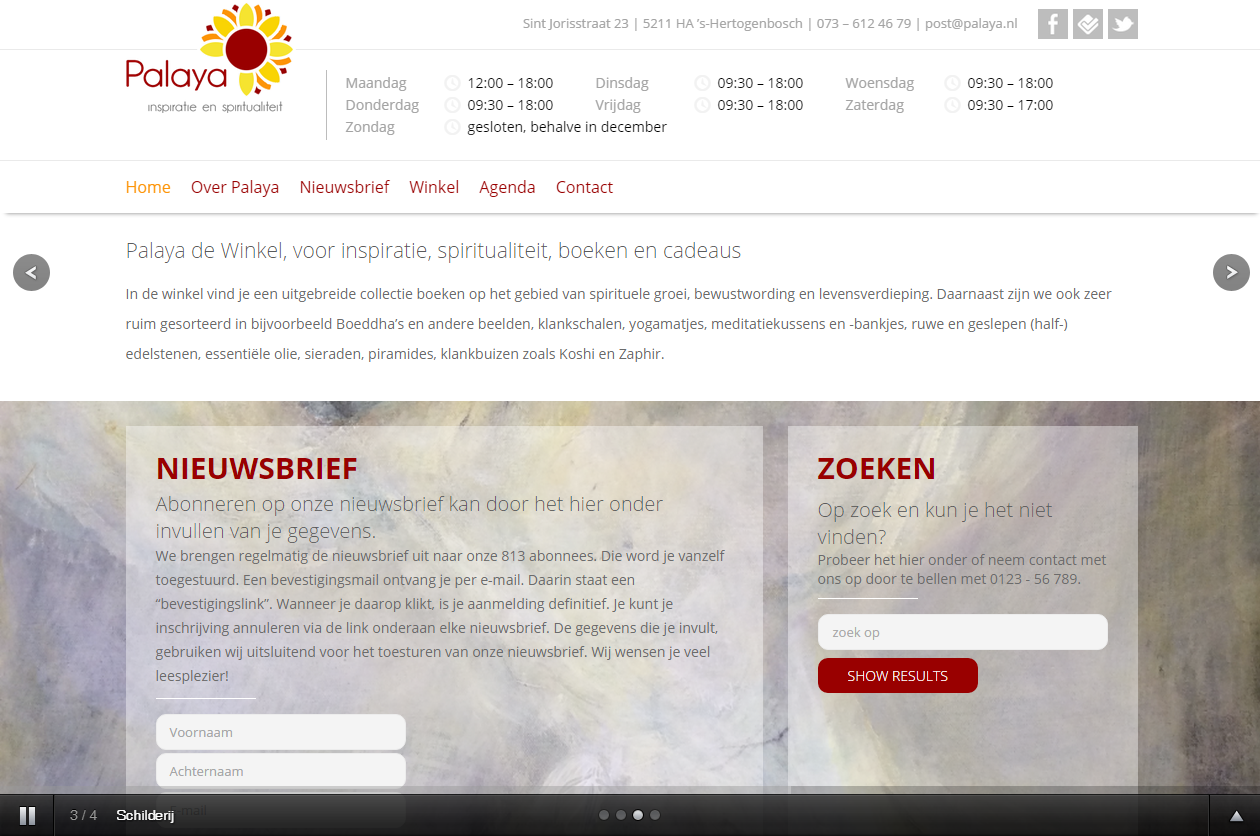 Sint Jorisstraat 23 | 5211 HA 's-Hertogenbosch | 073 – 612 46 79 | post@palaya.nl
Palaya
inspiratie en spiritualiteit
Maandag 12:00 – 18:00 Dinsdag 09:30 – 18:00 Woensdag 09:30 – 18:00
Donderdag 09:30 – 18:00 Vrijdag 09:30 – 18:00 Zaterdag 09:30 – 17:00
Zondag gesloten, behalve in december
Home Over Palaya Nieuwsbrief Winkel Agenda Contact
Palaya de Winkel, voor inspiratie, spiritualiteit, boeken en cadeaus
In de winkel vind je een uitgebreide collectie boeken op het gebied van spirituele groei, bewustwording en levensverdieping. Daarnaast zijn we ook zeer
ruim gesorteerd in bijvoorbeeld Boeddha's en andere beelden, klankschalen, yogamatjes, meditatiekussens en -bankjes, ruwe en geslepen (half-)
edelstenen, essentiële olie, sieraden, piramides, klankbuizen zoals Koshi en Zaphir.
NIEUWSBRIEF
Abonneren op onze nieuwsbrief kan door het hier onder
invullen van je gegevens.
We brengen regelmatig de nieuwsbrief uit naar onze 813 abonnees. Die word je vanzelf
toegestuurd. Een bevestigingsmail ontvang je per e-mail. Daarin staat een
“bevestigingslink”. Wanneer je daarop klikt, is je aanmelding definitief. Je kunt je
inschrijving annuleren via de link onderaan elke nieuwsbrief. De gegevens die je invult,
gebruiken wij uitsluitend voor het toesturen van onze nieuwsbrief. Wij wensen je veel
leesplezier!
Voornaam
Achternaam
ZOEKEN
Op zoek en kun je het niet
vinden?
Probeer het hier onder of neem contact met
ons op door te bellen met 0123 - 56 789.
zoek op
SHOW RESULTS
3 / 4 Schilderij